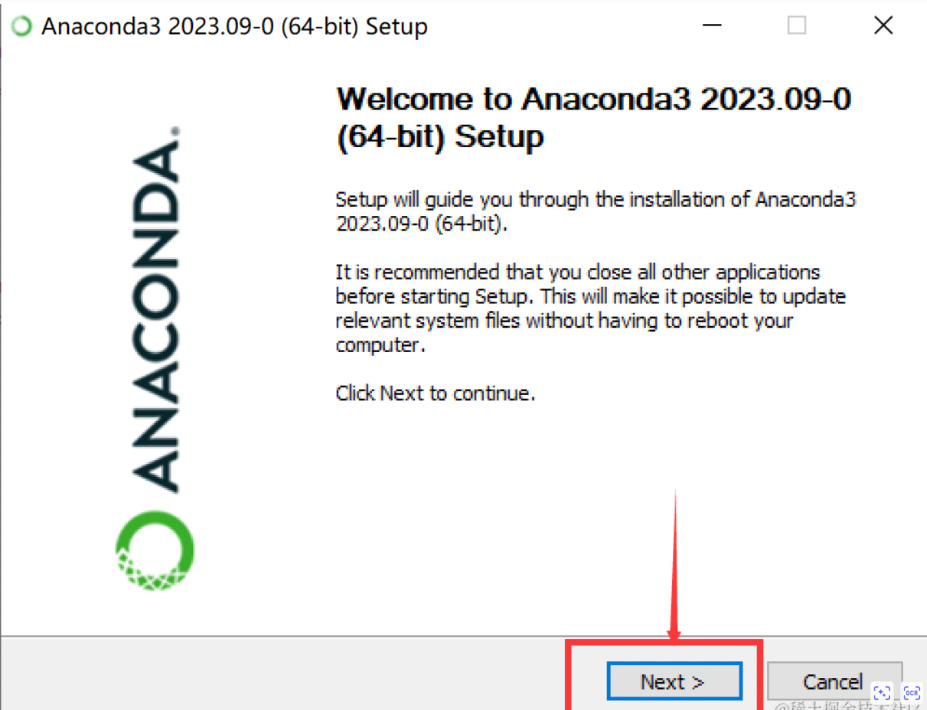 Anaconda3 2023.09-0 (64-bit) Setup
Welcome to Anaconda3 2023.09-0
(64-bit) Setup
Setup will guide you through the installation of Anaconda3
2023.09-0 (64-bit).
It is recommended that you close all other applications
before starting Setup. This will make it possible to update
relevant system files without having to reboot your
computer.
Click Next to continue.
ANACONDA.
Next >
Cancel
@稀土掘金技术社区